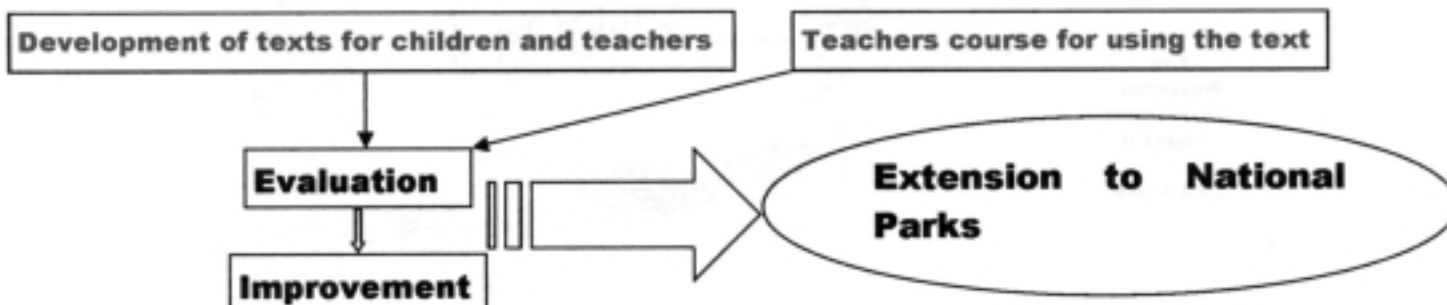 Development of texts for children and teachers
Teachers course for using the text
Evaluation
Extension to National
Parks
Improvement